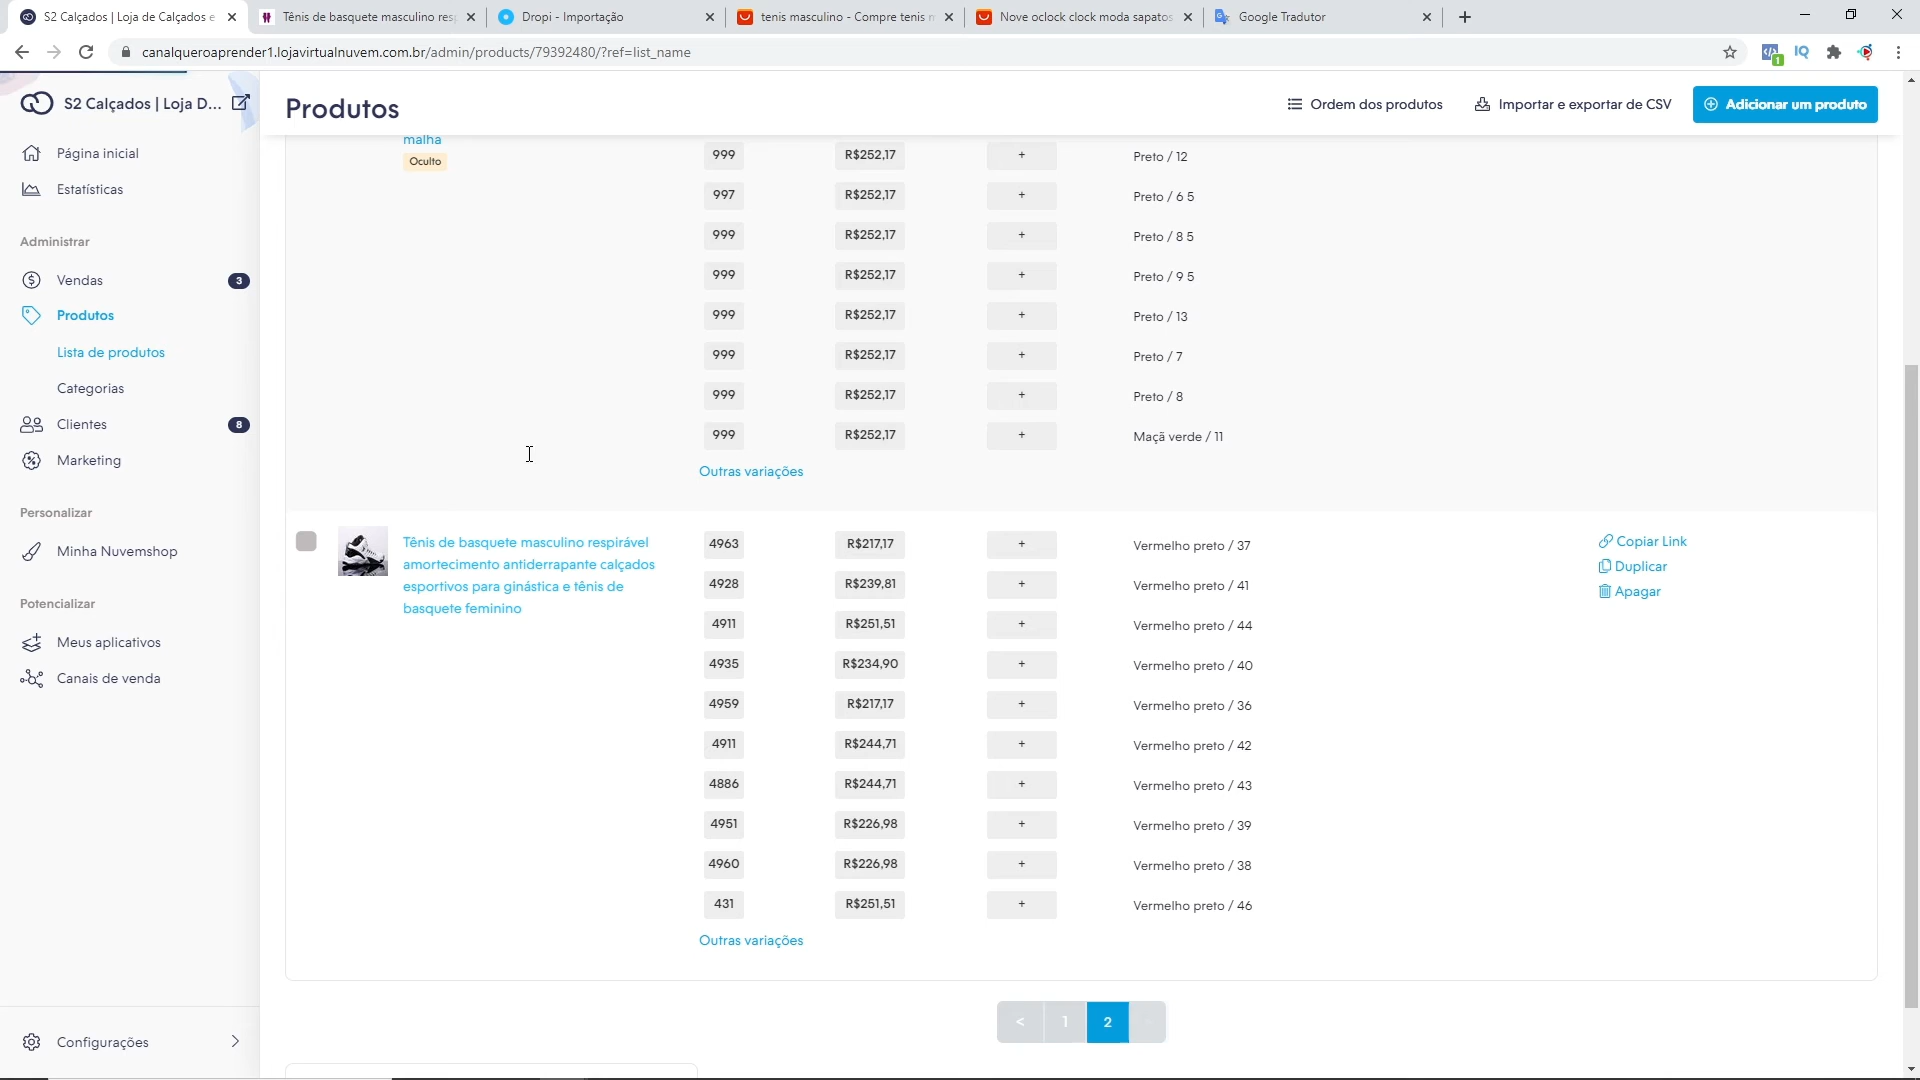 S2 Calçados | Loja de Calçados e
Tênis de basquete masculino resp
Dropi - Importação
tenis masculino - Compre tenis m
Nove oclock clock moda sapatos
Google Tradutor
canalqueroaprender1.lojavirtualnuvem.com.br/admin/products/79392480/?ref=list_name
1
IQ
S2 Calçados | Loja D...
Produtos
Ordem dos produtos
Importar e exportar de CSV
Adicionar um produto
Página inicial
Estatísticas
Administrar
Vendas
3
Produtos
Lista de produtos
Categorias
Clientes
8
Marketing
Personalizar
Minha Nuvemshop
Potencializar
Meus aplicativos
Canais de venda
Configurações
malha
Oculto
999 R$252,17 + Preto / 12
997 R$252,17 + Preto / 6 5
999 R$252,17 + Preto / 8 5
999 R$252,17 + Preto / 9 5
999 R$252,17 + Preto / 13
999 R$252,17 + Preto / 7
999 R$252,17 + Preto / 8
999 R$252,17 + Maçã verde / 11
Outras variações
Tênis de basquete masculino respirável
amortecimento antiderrapante calçados
esportivos para ginástica e tênis de
basquete feminino
4963 R$217,17 + Vermelho preto / 37
4928 R$239,81 + Vermelho preto / 41
4911 R$251,51 + Vermelho preto / 44
4935 R$234,90 + Vermelho preto / 40
4959 R$217,17 + Vermelho preto / 36
4911 R$244,71 + Vermelho preto / 42
4886 R$244,71 + Vermelho preto / 43
4951 R$226,98 + Vermelho preto / 39
4960 R$226,98 + Vermelho preto / 38
431 R$251,51 + Vermelho preto / 46
Outras variações
Copiar Link
Duplicar
Apagar
< 1 2